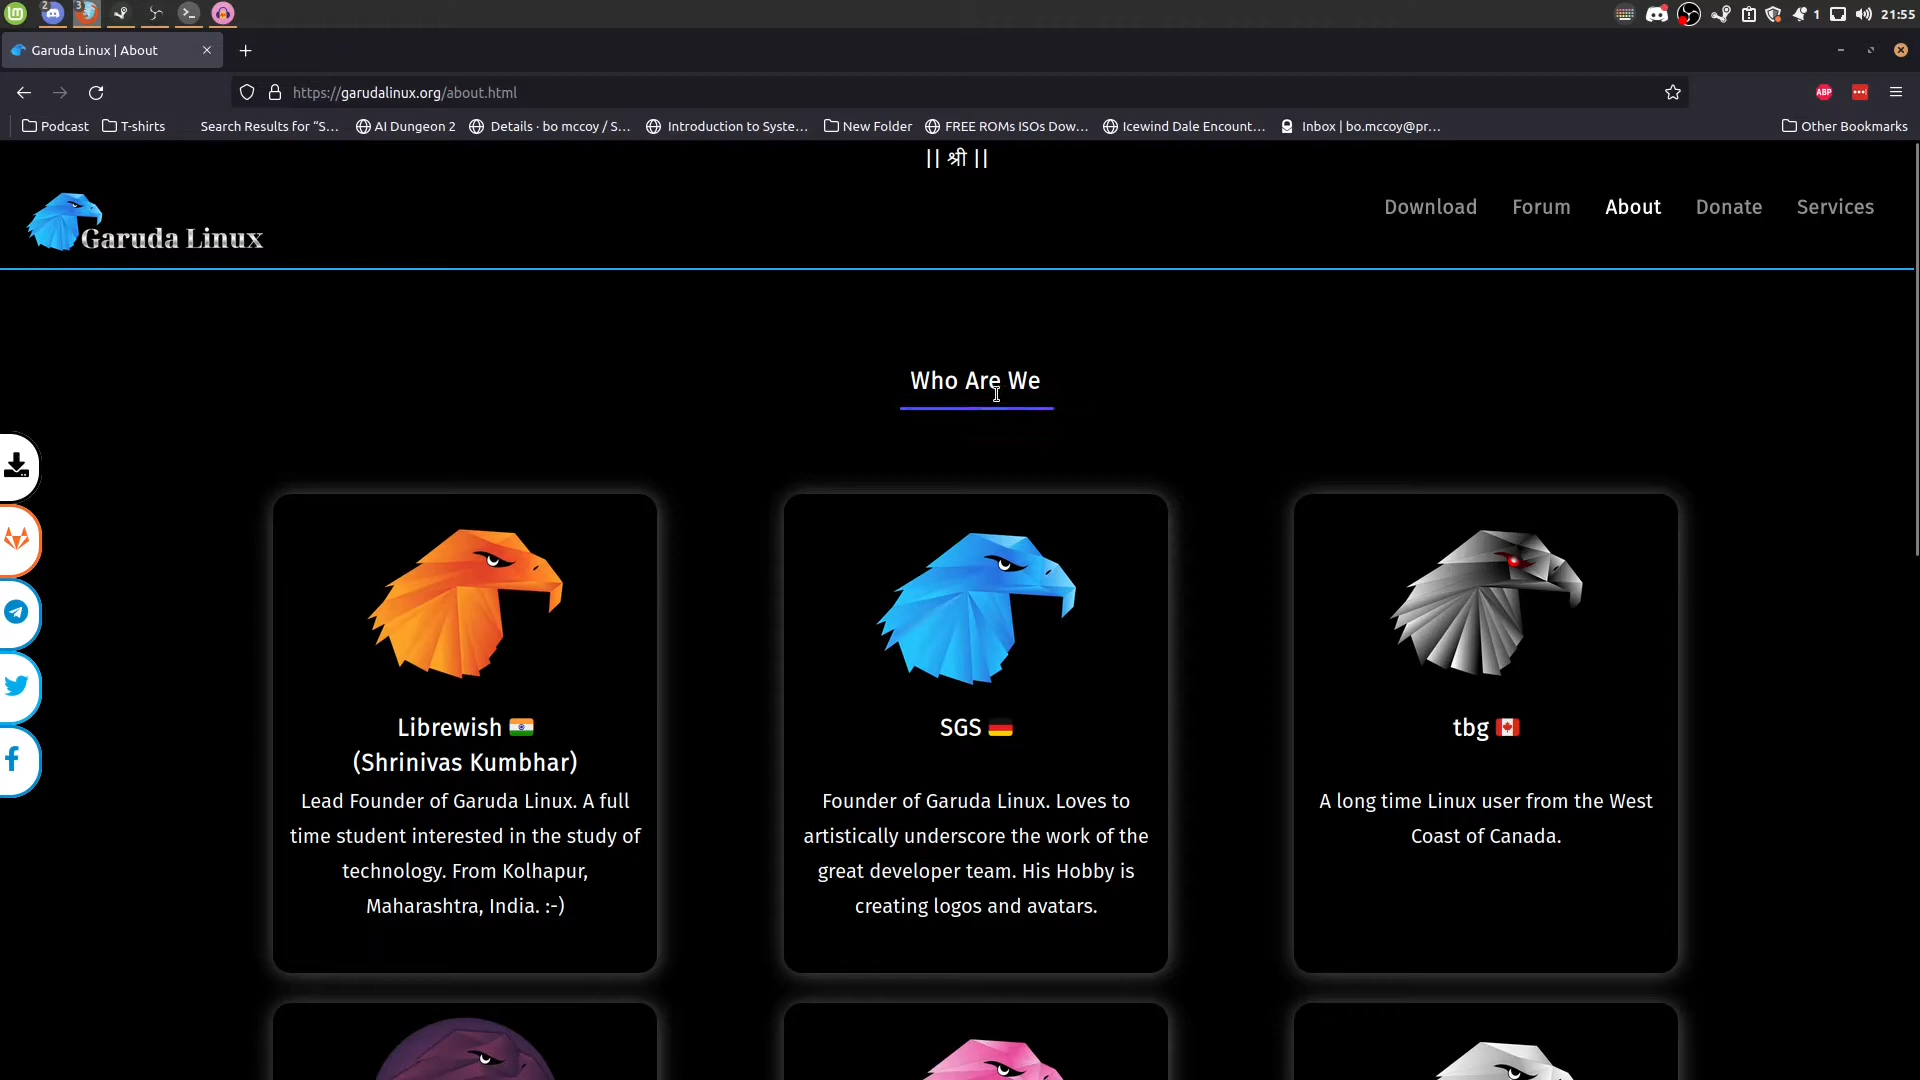 2
3
1
21:55
Garuda Linux | About
https://garudalinux.org/about.html
ABP
Podcast
T-shirts
Search Results for “S...
AI Dungeon 2
Details · bo mccoy / S...
Introduction to Syste...
New Folder
FREE ROMs ISOs Dow...
Icewind Dale Encount...
Inbox | bo.mccoy@pr...
Other Bookmarks
|| श्री ||
Garuda Linux
Download
Forum
About
Donate
Services
Who Are We
Librewish 🇮🇳
(Shrinivas Kumbhar)
Lead Founder of Garuda Linux. A full
time student interested in the study of
technology. From Kolhapur,
Maharashtra, India. :-)
SGS 🇩🇪
Founder of Garuda Linux. Loves to
artistically underscore the work of the
great developer team. His Hobby is
creating logos and avatars.
tbg 🇨🇦
A long time Linux user from the West
Coast of Canada.